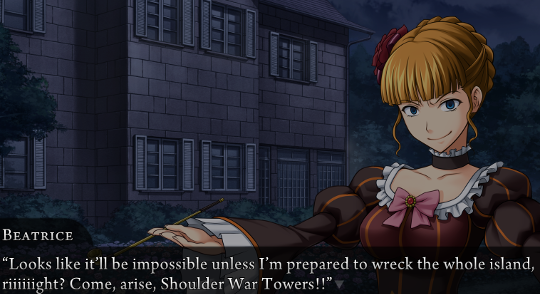 Beatrice
“Looks like it’ll be impossible unless I’m prepared to wreck the whole island,
riiiiiight? Come, arise, Shoulder War Towers!!”